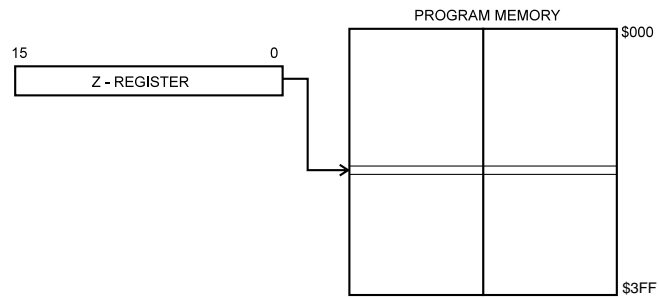 PROGRAM MEMORY
$000
15 0
Z - REGISTER
$3FF